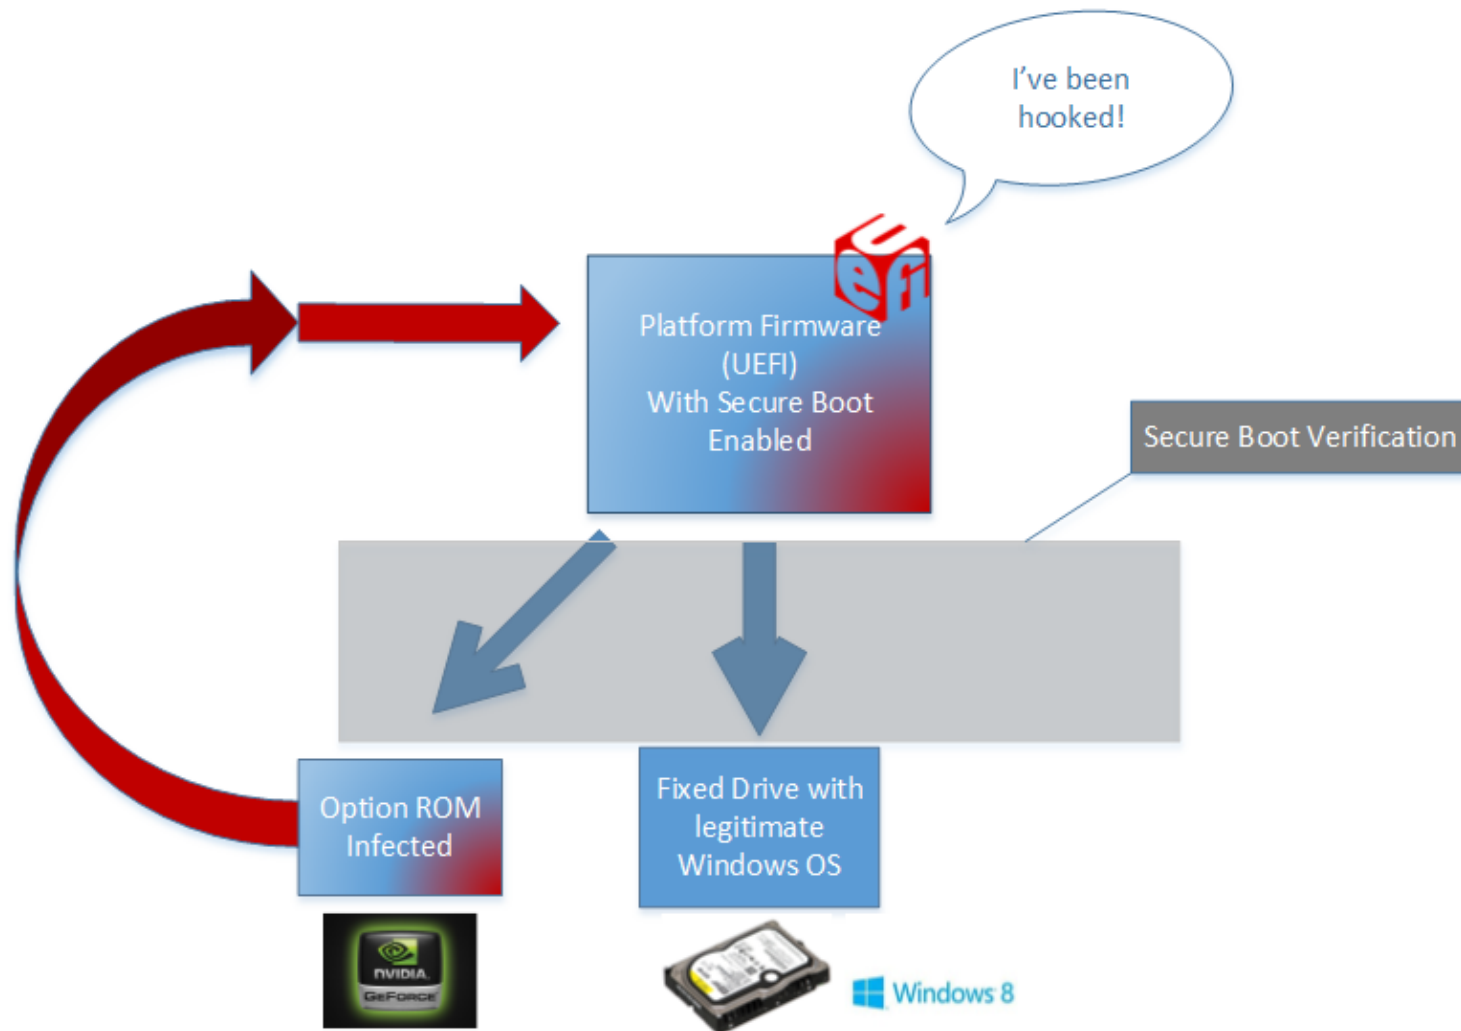 I've been
hooked!
uefi
Platform Firmware
(UEFI)
With Secure Boot
Enabled
Secure Boot Verification
Option ROM
Infected
Fixed Drive with
legitimate
Windows OS
NVIDIA.
GEFORCE
Windows 8